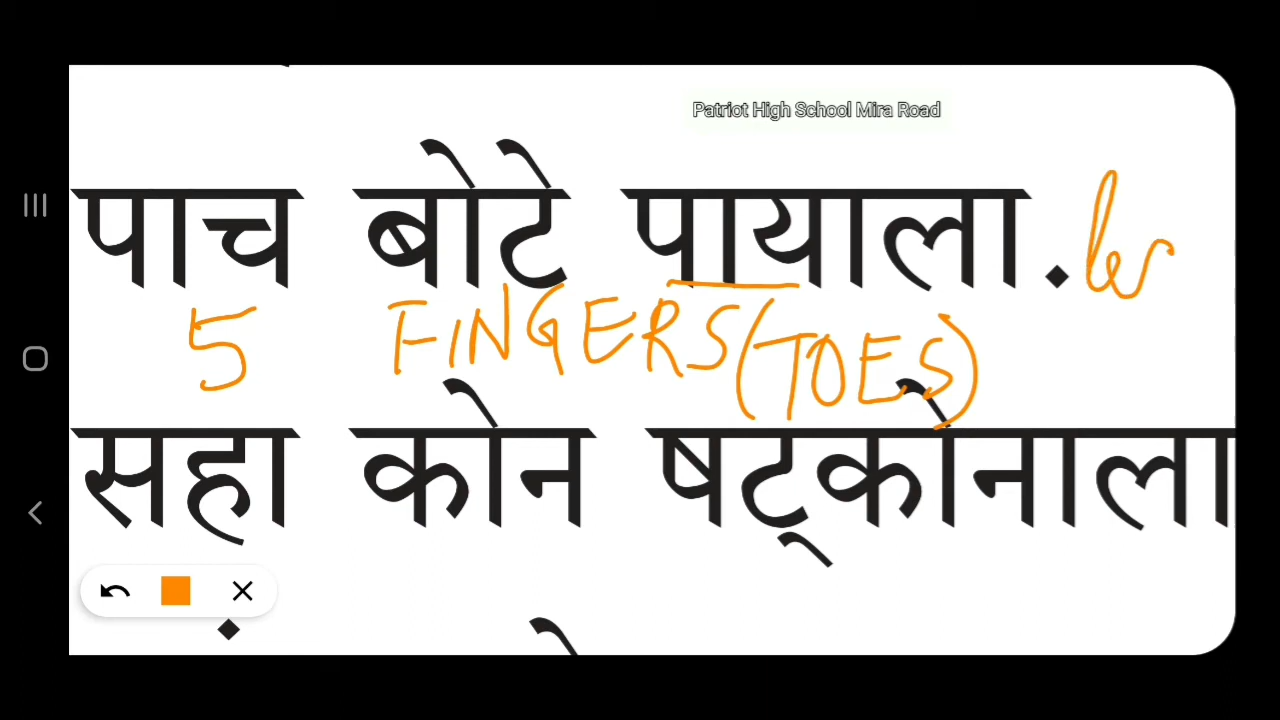 Patriot High School Mira Road
पाच बोटे पायाला.
5 FINGERS (TOES)
सहा कोन षट्कोनाला